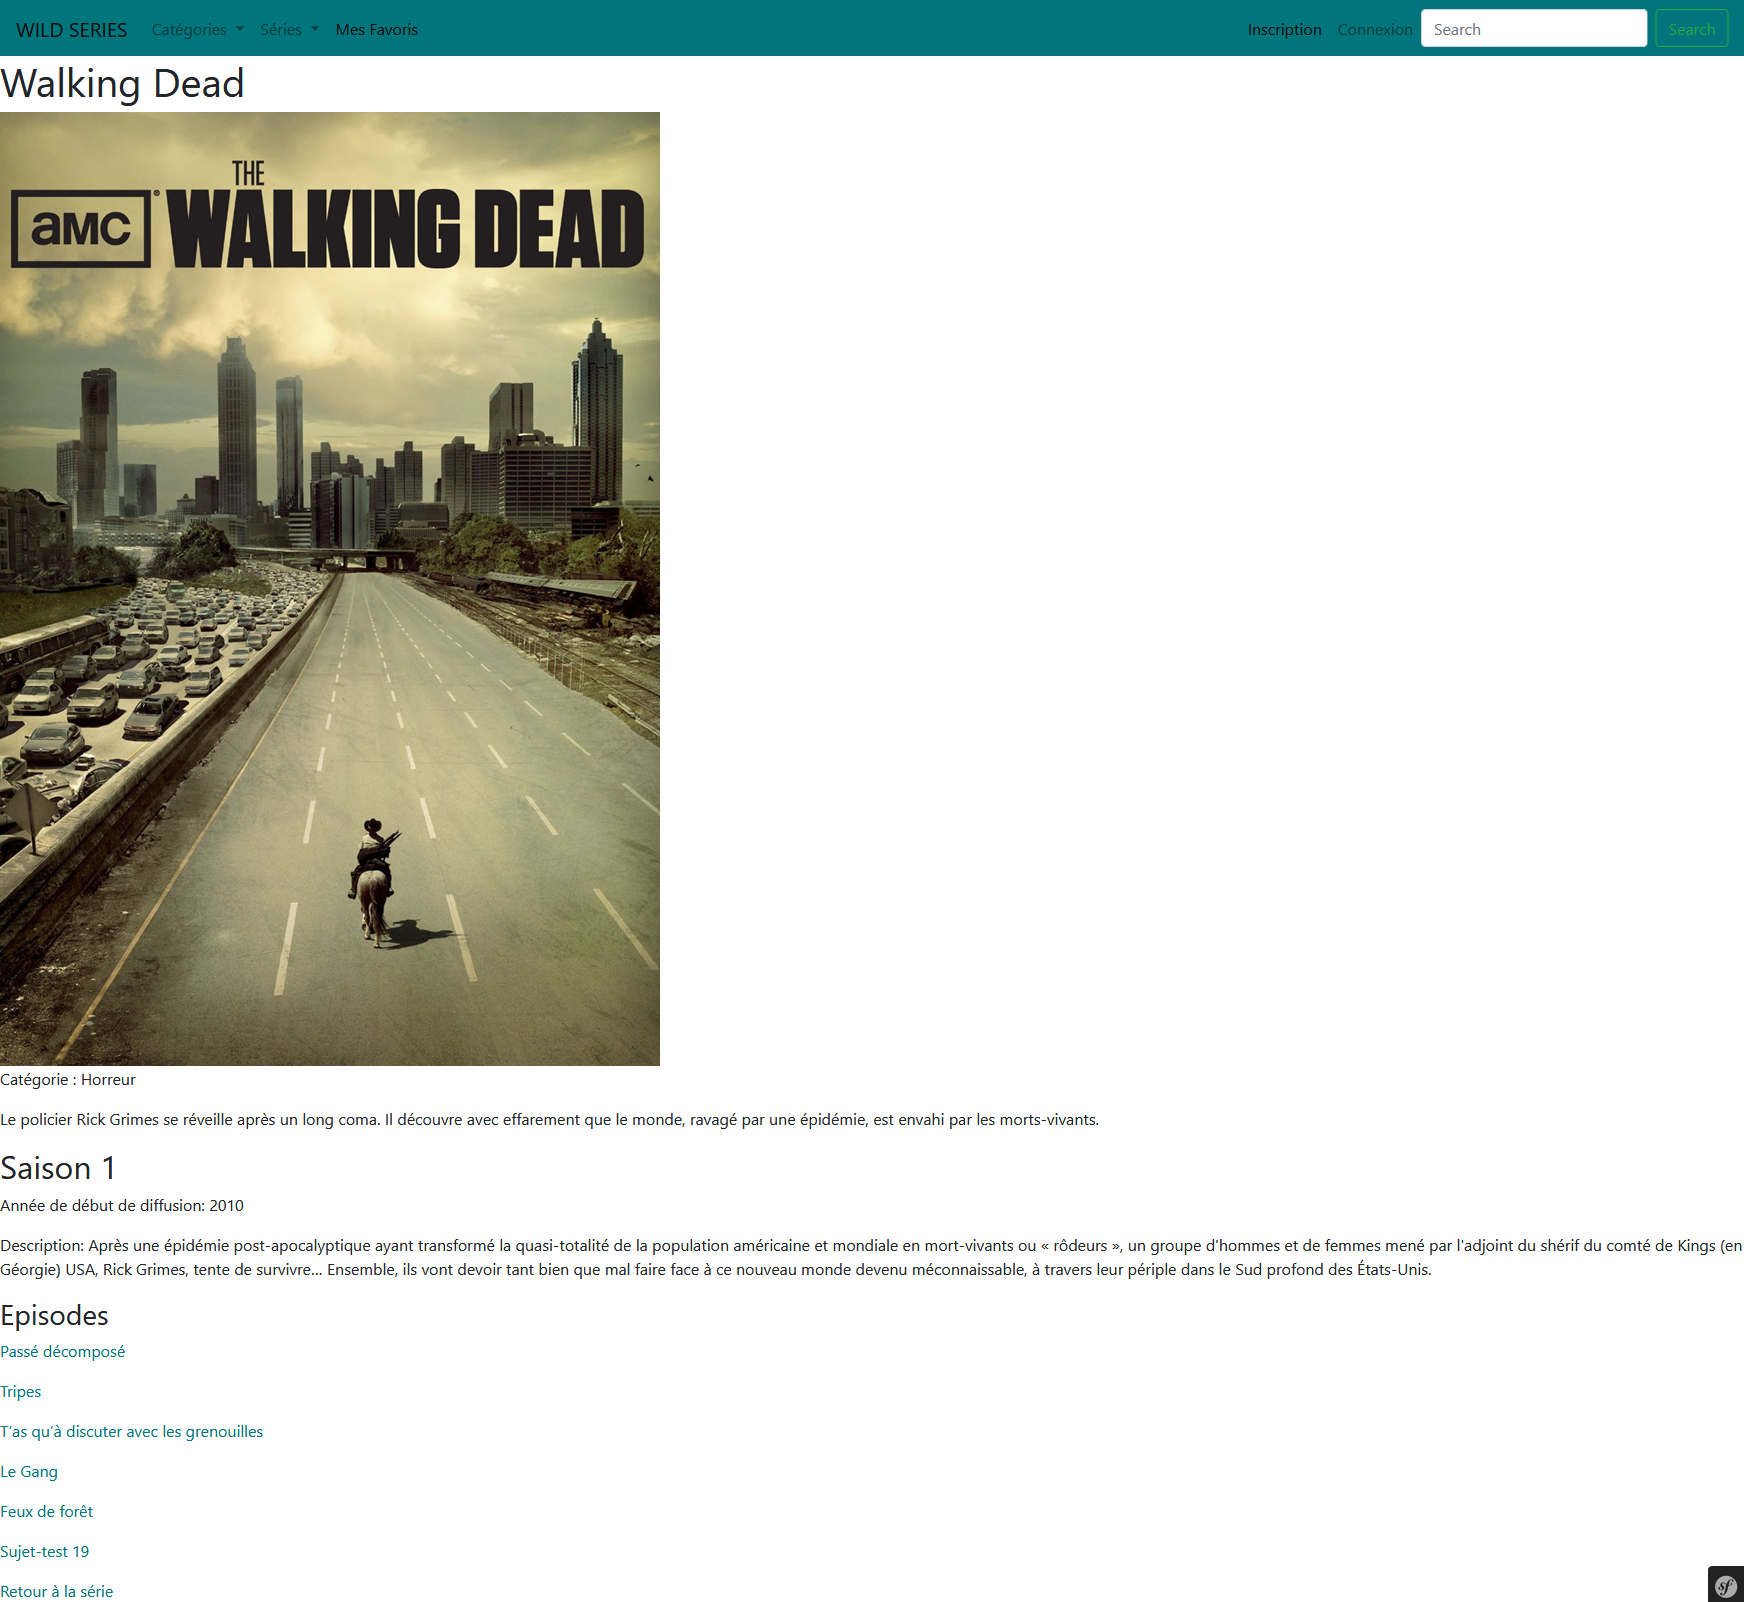 WILD SERIES Catégories Séries Mes Favoris Inscription Connexion Search Search
Walking Dead
THE
aMC® WALKING DEAD
Catégorie : Horreur
Le policier Rick Grimes se réveille après un long coma. Il découvre avec effarement que le monde, ravagé par une épidémie, est envahi par les morts-vivants.
Saison 1
Année de début de diffusion: 2010
Description: Après une épidémie post-apocalyptique ayant transformé la quasi-totalité de la population américaine et mondiale en mort-vivants ou « rôdeurs », un groupe d'hommes et de femmes mené par l'adjoint du shérif du comté de Kings (en
Géorgie) USA, Rick Grimes, tente de survivre... Ensemble, ils vont devoir tant bien que mal faire face à ce nouveau monde devenu méconnaissable, à travers leur périple dans le Sud profond des États-Unis.
Episodes
Passé décomposé
Tripes
T’as qu’à discuter avec les grenouilles
Le Gang
Feux de forêt
Sujet-test 19
Retour à la série
sf